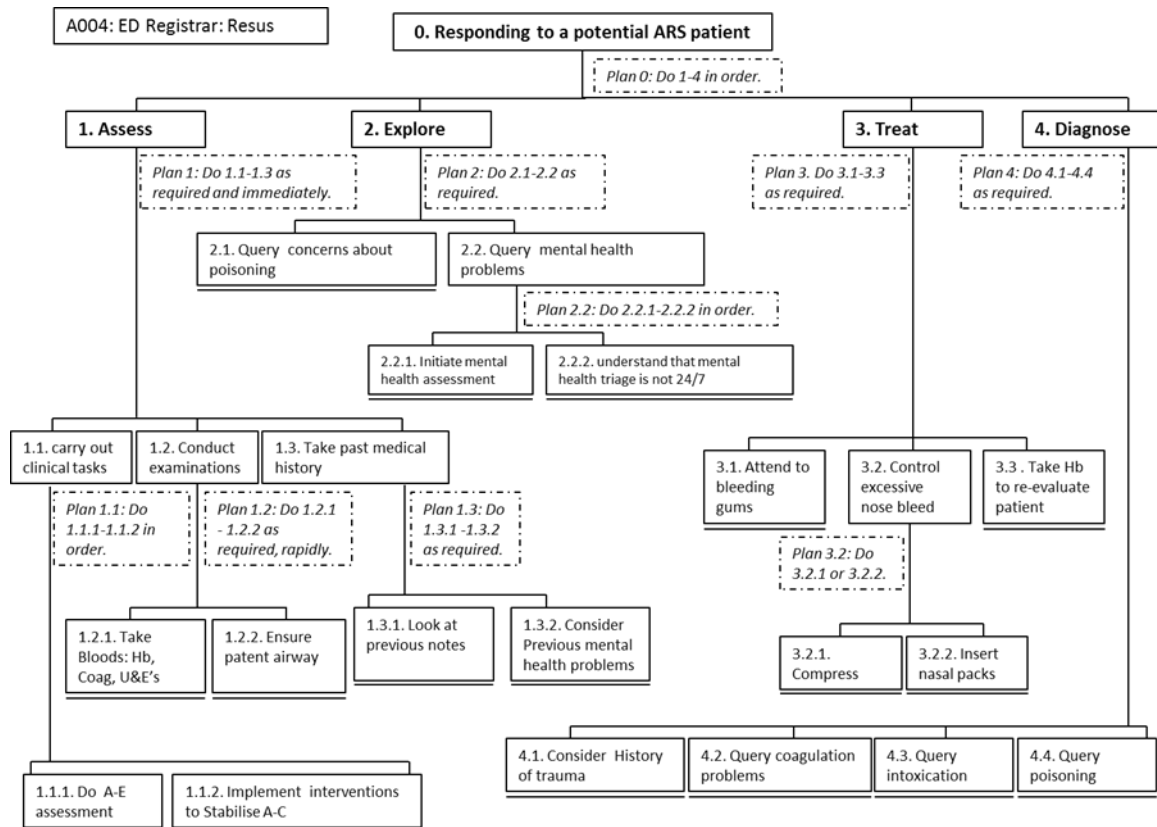 A004: ED Registrar: Resus
0. Responding to a potential ARS patient
Plan 0: Do 1-4 in order.
1. Assess
2. Explore
3. Treat
4. Diagnose
Plan 1: Do 1.1-1.3 as
required and immediately.
Plan 2: Do 2.1-2.2 as
required.
Plan 3. Do 3.1-3.3
as required.
Plan 4: Do 4.1-4.4
as required.
2.1. Query concerns about
poisoning
2.2. Query mental health
problems
Plan 2.2: Do 2.2.1-2.2.2 in order.
2.2.1. Initiate mental
health assessment
2.2.2. understand that mental
health triage is not 24/7
1.1. carry out
clinical tasks
1.2. Conduct
examinations
1.3. Take past medical
history
3.1. Attend to
bleeding
gums
3.2. Control
excessive
nose bleed
3.3 . Take Hb
to re-evaluate
patient
Plan 1.1: Do
1.1.1-1.1.2 in
order.
Plan 1.2: Do 1.2.1
- 1.2.2 as
required, rapidly.
Plan 1.3: Do
1.3.1 -1.3.2
as required.
Plan 3.2: Do
3.2.1 or 3.2.2.
1.2.1. Take
Bloods: Hb,
Coag, U&E's
1.2.2. Ensure
patent airway
1.3.1. Look at
previous notes
1.3.2. Consider
Previous mental
health problems
3.2.1.
Compress
3.2.2. Insert
nasal packs
4.1. Consider History
of trauma
4.2. Query coagulation
problems
4.3. Query
intoxication
4.4. Query
poisoning
1.1.1. Do A-E
assessment
1.1.2. Implement interventions
to Stabilise A-C